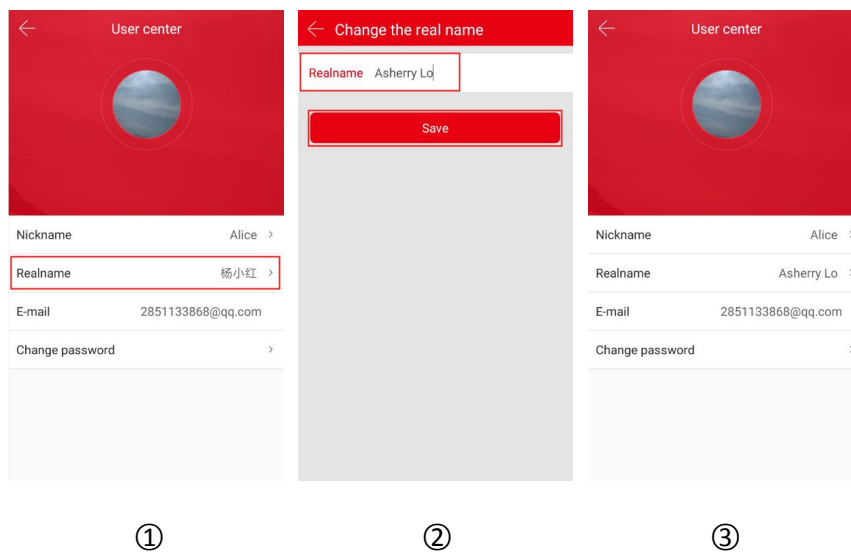 User center
Nickname Alice
Realname 杨小红
E-mail 2851133868@qq.com
Change password
Change the real name
Realname Asherry Lo
Save
User center
Nickname Alice
Realname Asherry Lo
E-mail 2851133868@qq.com
Change password
① ② ③